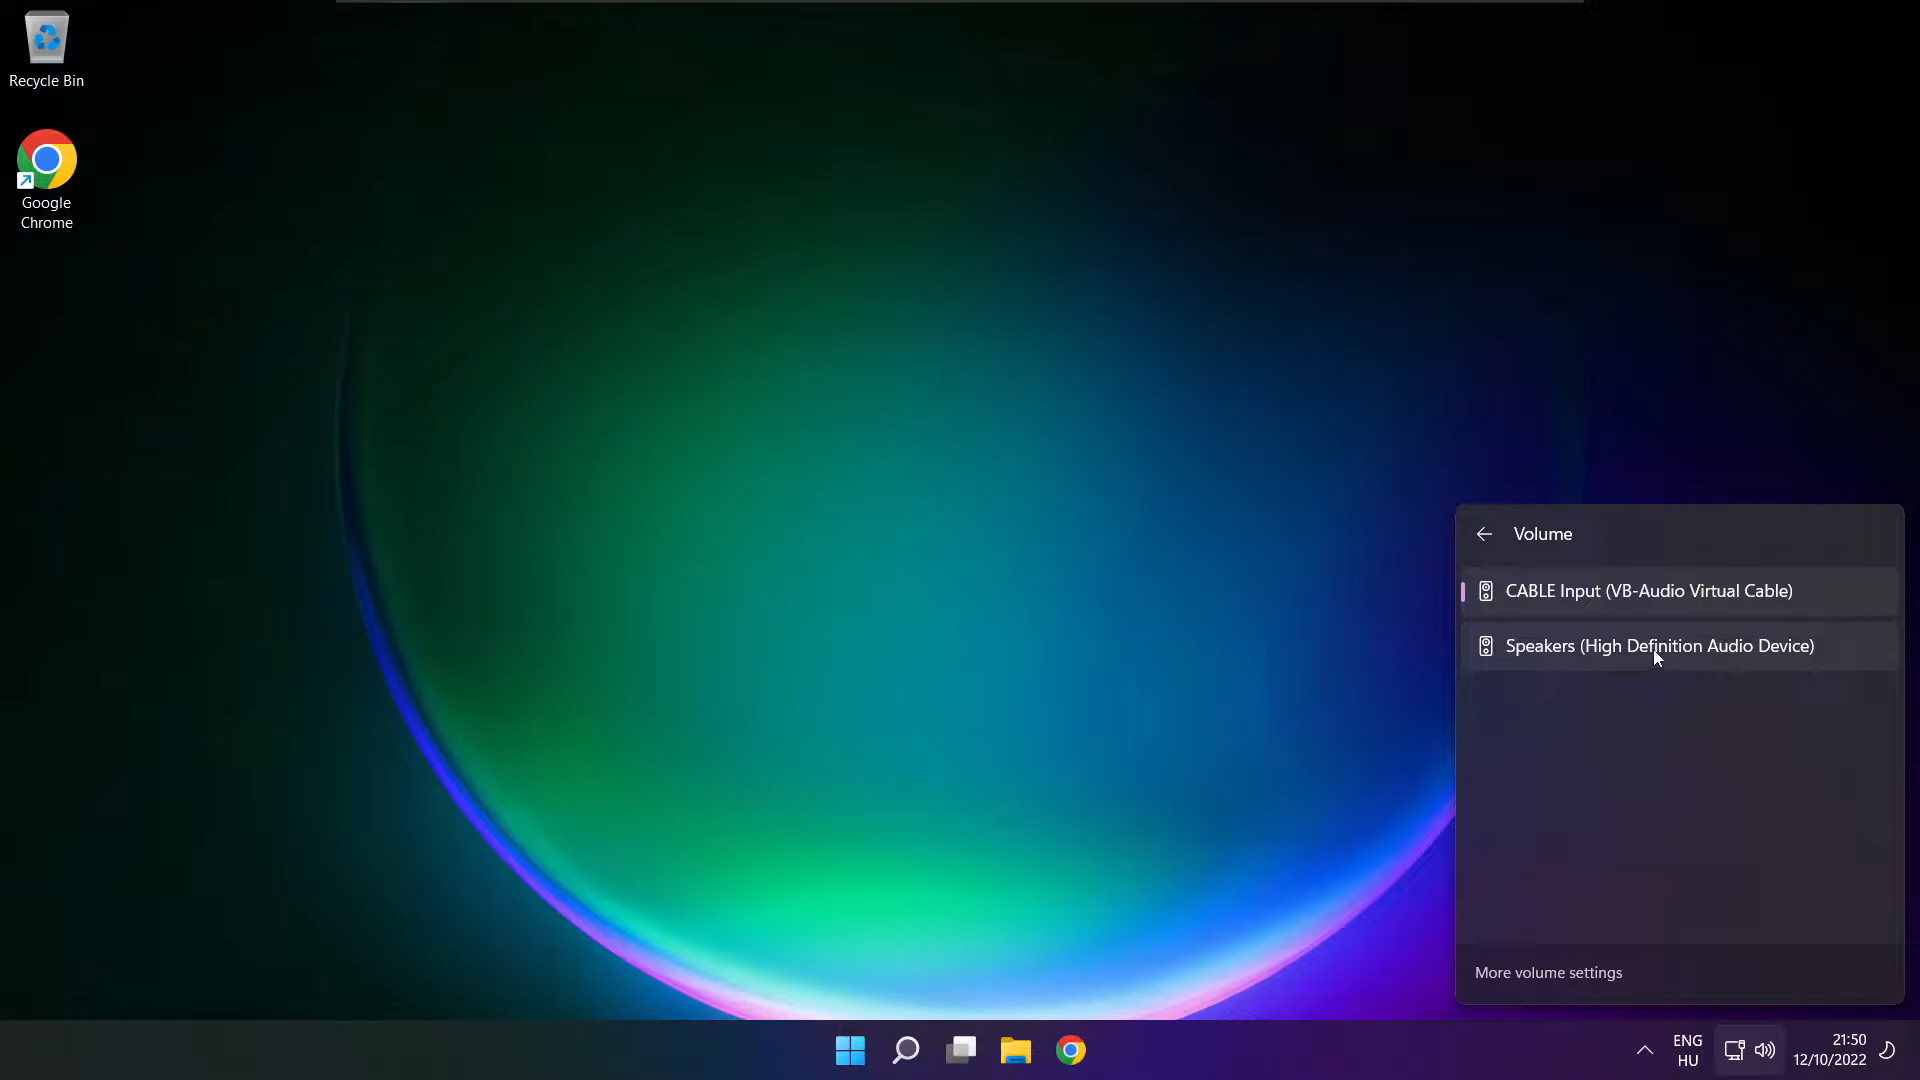 Recycle Bin
Google
Chrome
Volume
CABLE Input (VB-Audio Virtual Cable)
Speakers (High Definition Audio Device)
More volume settings
ENG
HU
21:50
12/10/2022